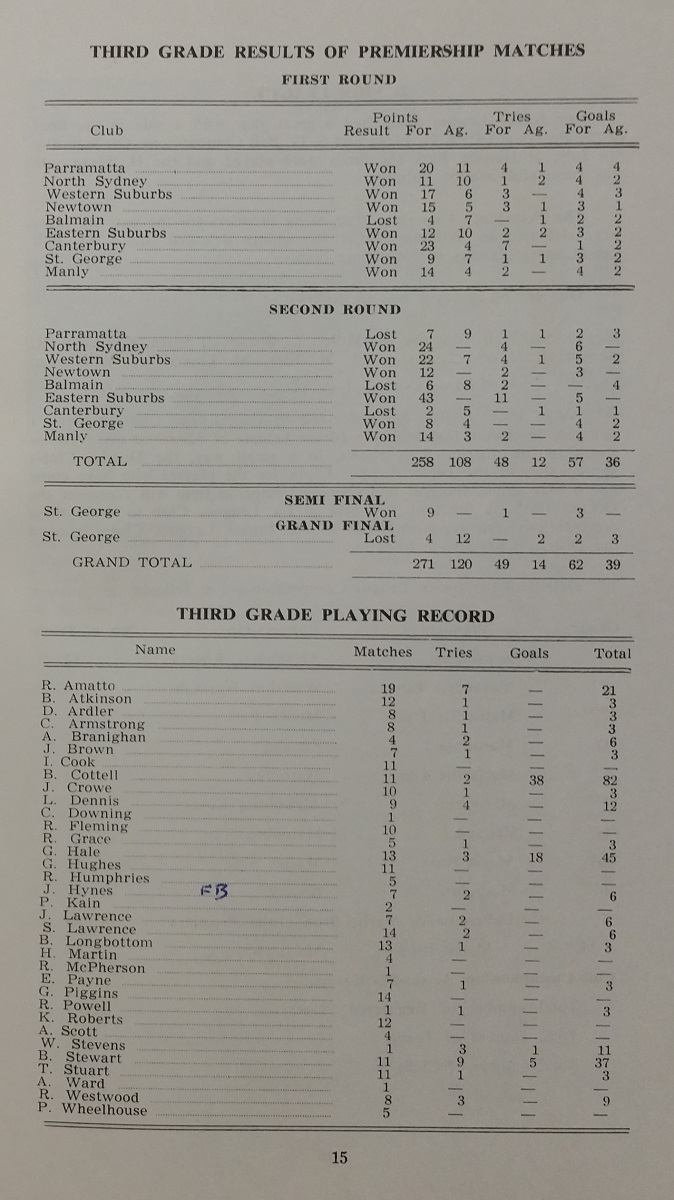 THIRD GRADE RESULTS OF PREMIERSHIP MATCHES
FIRST ROUND
Points Tries Goals
Club Result For Ag. For Ag. For Ag.
Parramatta Won 20 11 4 1 4 4
North Sydney Won 11 10 1 2 4 2
Western Suburbs Won 17 6 3 — 4 3
Newtown Won 15 5 3 1 3 1
Balmain Lost 4 7 — 1 2 2
Eastern Suburbs Won 12 10 2 2 3 2
Canterbury Won 23 4 7 — 1 2
St. George Won 9 7 1 1 3 2
Manly Won 14 4 2 — 4 2
SECOND ROUND
Parramatta Lost 7 9 1 1 2 3
North Sydney Won 24 — 4 — 6 —
Western Suburbs Won 22 7 4 1 5 2
Newtown Won 12 — 2 — 3 —
Balmain Lost 6 8 2 — — 4
Eastern Suburbs Won 43 — 11 — 5 —
Canterbury Lost 2 5 — 1 1 1
St. George Won 8 4 — — 4 2
Manly Won 14 3 2 — 4 2
TOTAL 258 108 48 12 57 36
SEMI FINAL
St. George Won 9 — 1 — 3 —
GRAND FINAL
St. George Lost 4 12 — 2 2 3
GRAND TOTAL 271 120 49 14 62 39
THIRD GRADE PLAYING RECORD
Name Matches Tries Goals Total
R. Amatto 19 7 — 21
B. Atkinson 12 1 — 3
D. Ardler 8 1 — 3
C. Armstrong 8 1 — 3
A. Branighan 4 2 — 6
J. Brown 7 1 — 3
I. Cook 11 — — —
B. Cottell 11 2 38 82
J. Crowe 10 1 — 3
L. Dennis 9 4 — 12
C. Downing 1 — — —
R. Fleming 10 — — —
R. Grace 5 1 — 3
G. Hale 13 3 18 45
G. Hughes 11 — — —
R. Humphries 5 — — —
J. Hynes FB 7 2 — 6
P. Kain 2 — — —
J. Lawrence 7 2 — 6
S. Lawrence 14 2 — 6
B. Longbottom 13 1 — 3
H. Martin 4 — — —
R. McPherson 1 — — —
E. Payne 7 1 — 3
G. Piggins 14 — — —
R. Powell 1 1 — 3
K. Roberts 12 — — —
A. Scott 4 — — —
W. Stevens 1 3 1 11
B. Stewart 11 9 5 37
T. Stuart 11 1 — 3
A. Ward 1 — — —
R. Westwood 8 3 — 9
P. Wheelhouse 5 — — —
15